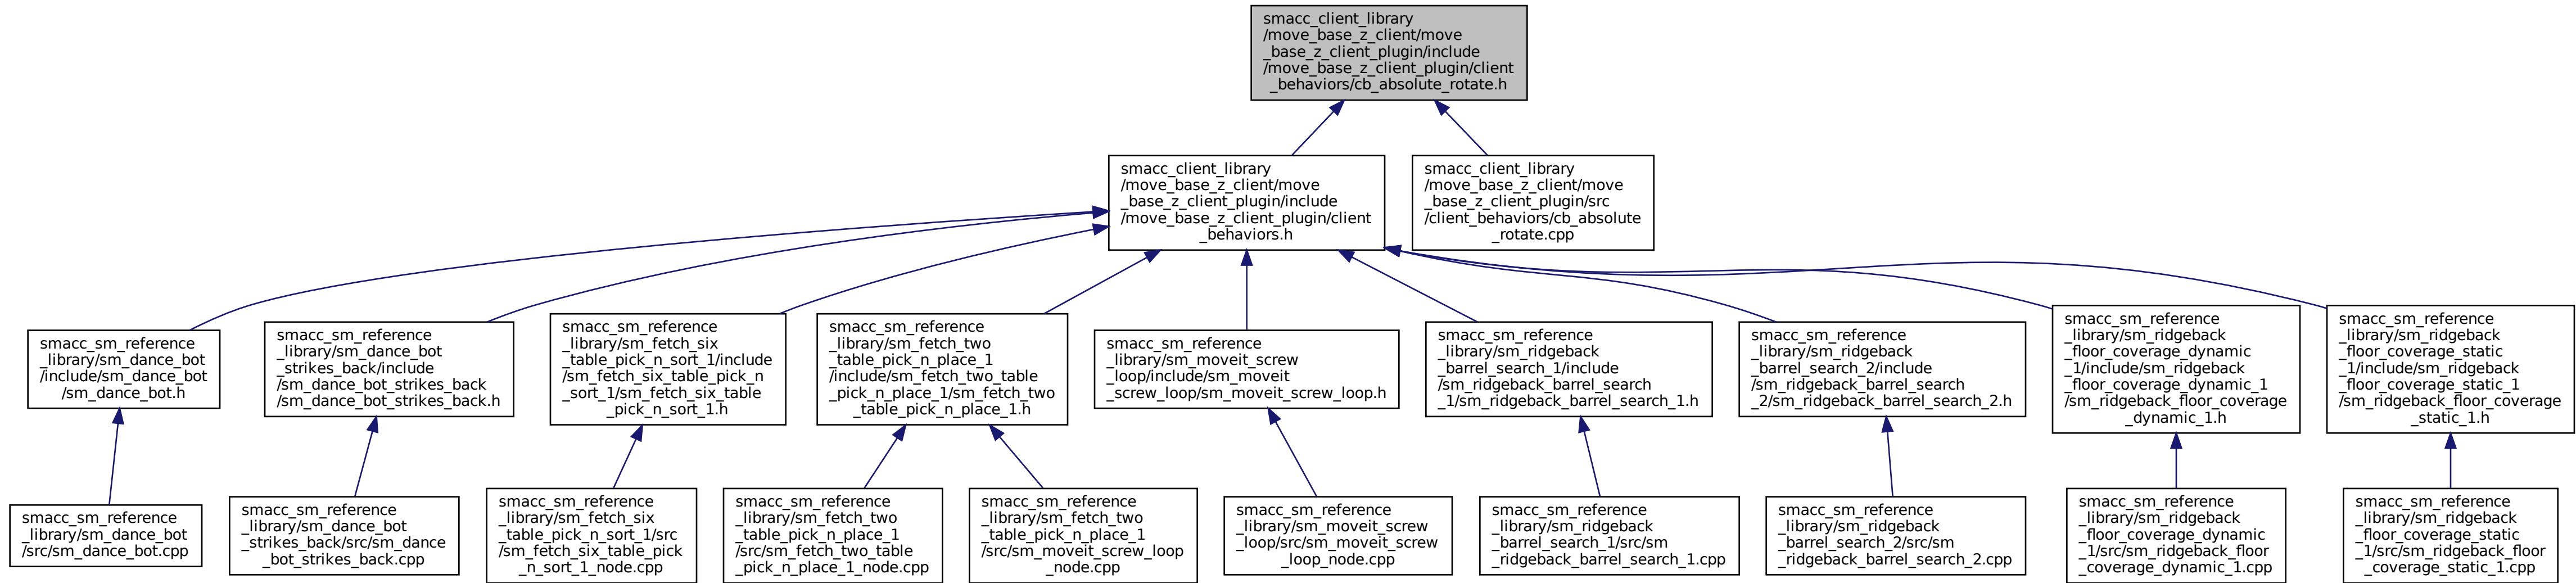 smacc_client_library
/move_base_z_client/move
_base_z_client_plugin/include
/move_base_z_client_plugin/client
_behaviors/cb_absolute_rotate.h
smacc_client_library
/move_base_z_client/move
_base_z_client_plugin/include
/move_base_z_client_plugin/client
_behaviors.h
smacc_client_library
/move_base_z_client/move
_base_z_client_plugin/src
/client_behaviors/cb_absolute
_rotate.cpp
smacc_sm_reference
_library/sm_dance_bot
/include/sm_dance_bot
/sm_dance_bot.h
smacc_sm_reference
_library/sm_dance_bot
_strikes_back/include
/sm_dance_bot_strikes_back
/sm_dance_bot_strikes_back.h
smacc_sm_reference
_library/sm_fetch_six
_table_pick_n_sort_1/include
/sm_fetch_six_table_pick_n
_sort_1/sm_fetch_six_table
_pick_n_sort_1.h
smacc_sm_reference
_library/sm_fetch_two
_table_pick_n_place_1
/include/sm_fetch_two_table
_pick_n_place_1/sm_fetch_two
_table_pick_n_place_1.h
smacc_sm_reference
_library/sm_moveit_screw
_loop/include/sm_moveit
_screw_loop/sm_moveit_screw_loop.h
smacc_sm_reference
_library/sm_ridgeback
_barrel_search_1/include
/sm_ridgeback_barrel_search
_1/sm_ridgeback_barrel_search_1.h
smacc_sm_reference
_library/sm_ridgeback
_barrel_search_2/include
/sm_ridgeback_barrel_search
_2/sm_ridgeback_barrel_search_2.h
smacc_sm_reference
_library/sm_ridgeback
_floor_coverage_dynamic
_1/include/sm_ridgeback
_floor_coverage_dynamic_1
/sm_ridgeback_floor_coverage
_dynamic_1.h
smacc_sm_reference
_library/sm_ridgeback
_floor_coverage_static
_1/include/sm_ridgeback
_floor_coverage_static_1
/sm_ridgeback_floor_coverage
_static_1.h
smacc_sm_reference
_library/sm_dance_bot
/src/sm_dance_bot.cpp
smacc_sm_reference
_library/sm_dance_bot
_strikes_back/src/sm_dance
_bot_strikes_back.cpp
smacc_sm_reference
_library/sm_fetch_six
_table_pick_n_sort_1/src
/sm_fetch_six_table_pick
_n_sort_1_node.cpp
smacc_sm_reference
_library/sm_fetch_two
_table_pick_n_place_1
/src/sm_fetch_two_table
_pick_n_place_1_node.cpp
smacc_sm_reference
_library/sm_fetch_two
_table_pick_n_place_1
/src/sm_moveit_screw_loop
_node.cpp
smacc_sm_reference
_library/sm_moveit_screw
_loop/src/sm_moveit_screw
_loop_node.cpp
smacc_sm_reference
_library/sm_ridgeback
_barrel_search_1/src/sm
_ridgeback_barrel_search_1.cpp
smacc_sm_reference
_library/sm_ridgeback
_barrel_search_2/src/sm
_ridgeback_barrel_search_2.cpp
smacc_sm_reference
_library/sm_ridgeback
_floor_coverage_dynamic
_1/src/sm_ridgeback_floor
_coverage_dynamic_1.cpp
smacc_sm_reference
_library/sm_ridgeback
_floor_coverage_static
_1/src/sm_ridgeback_floor
_coverage_static_1.cpp